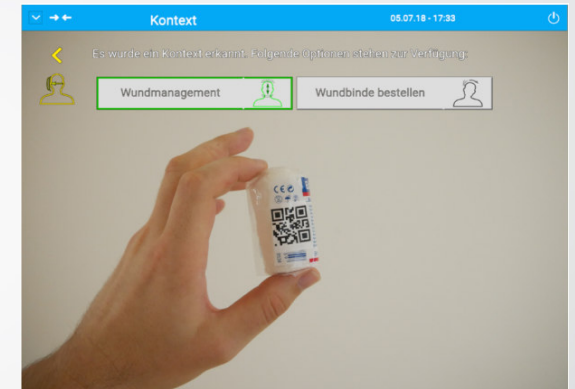 Kontext
05.07.18 - 17:33
Es wurde ein Kontext erkannt. Folgende Optionen stehen zur Verfügung:
Wundmanagement
Wundbinde bestellen
CE